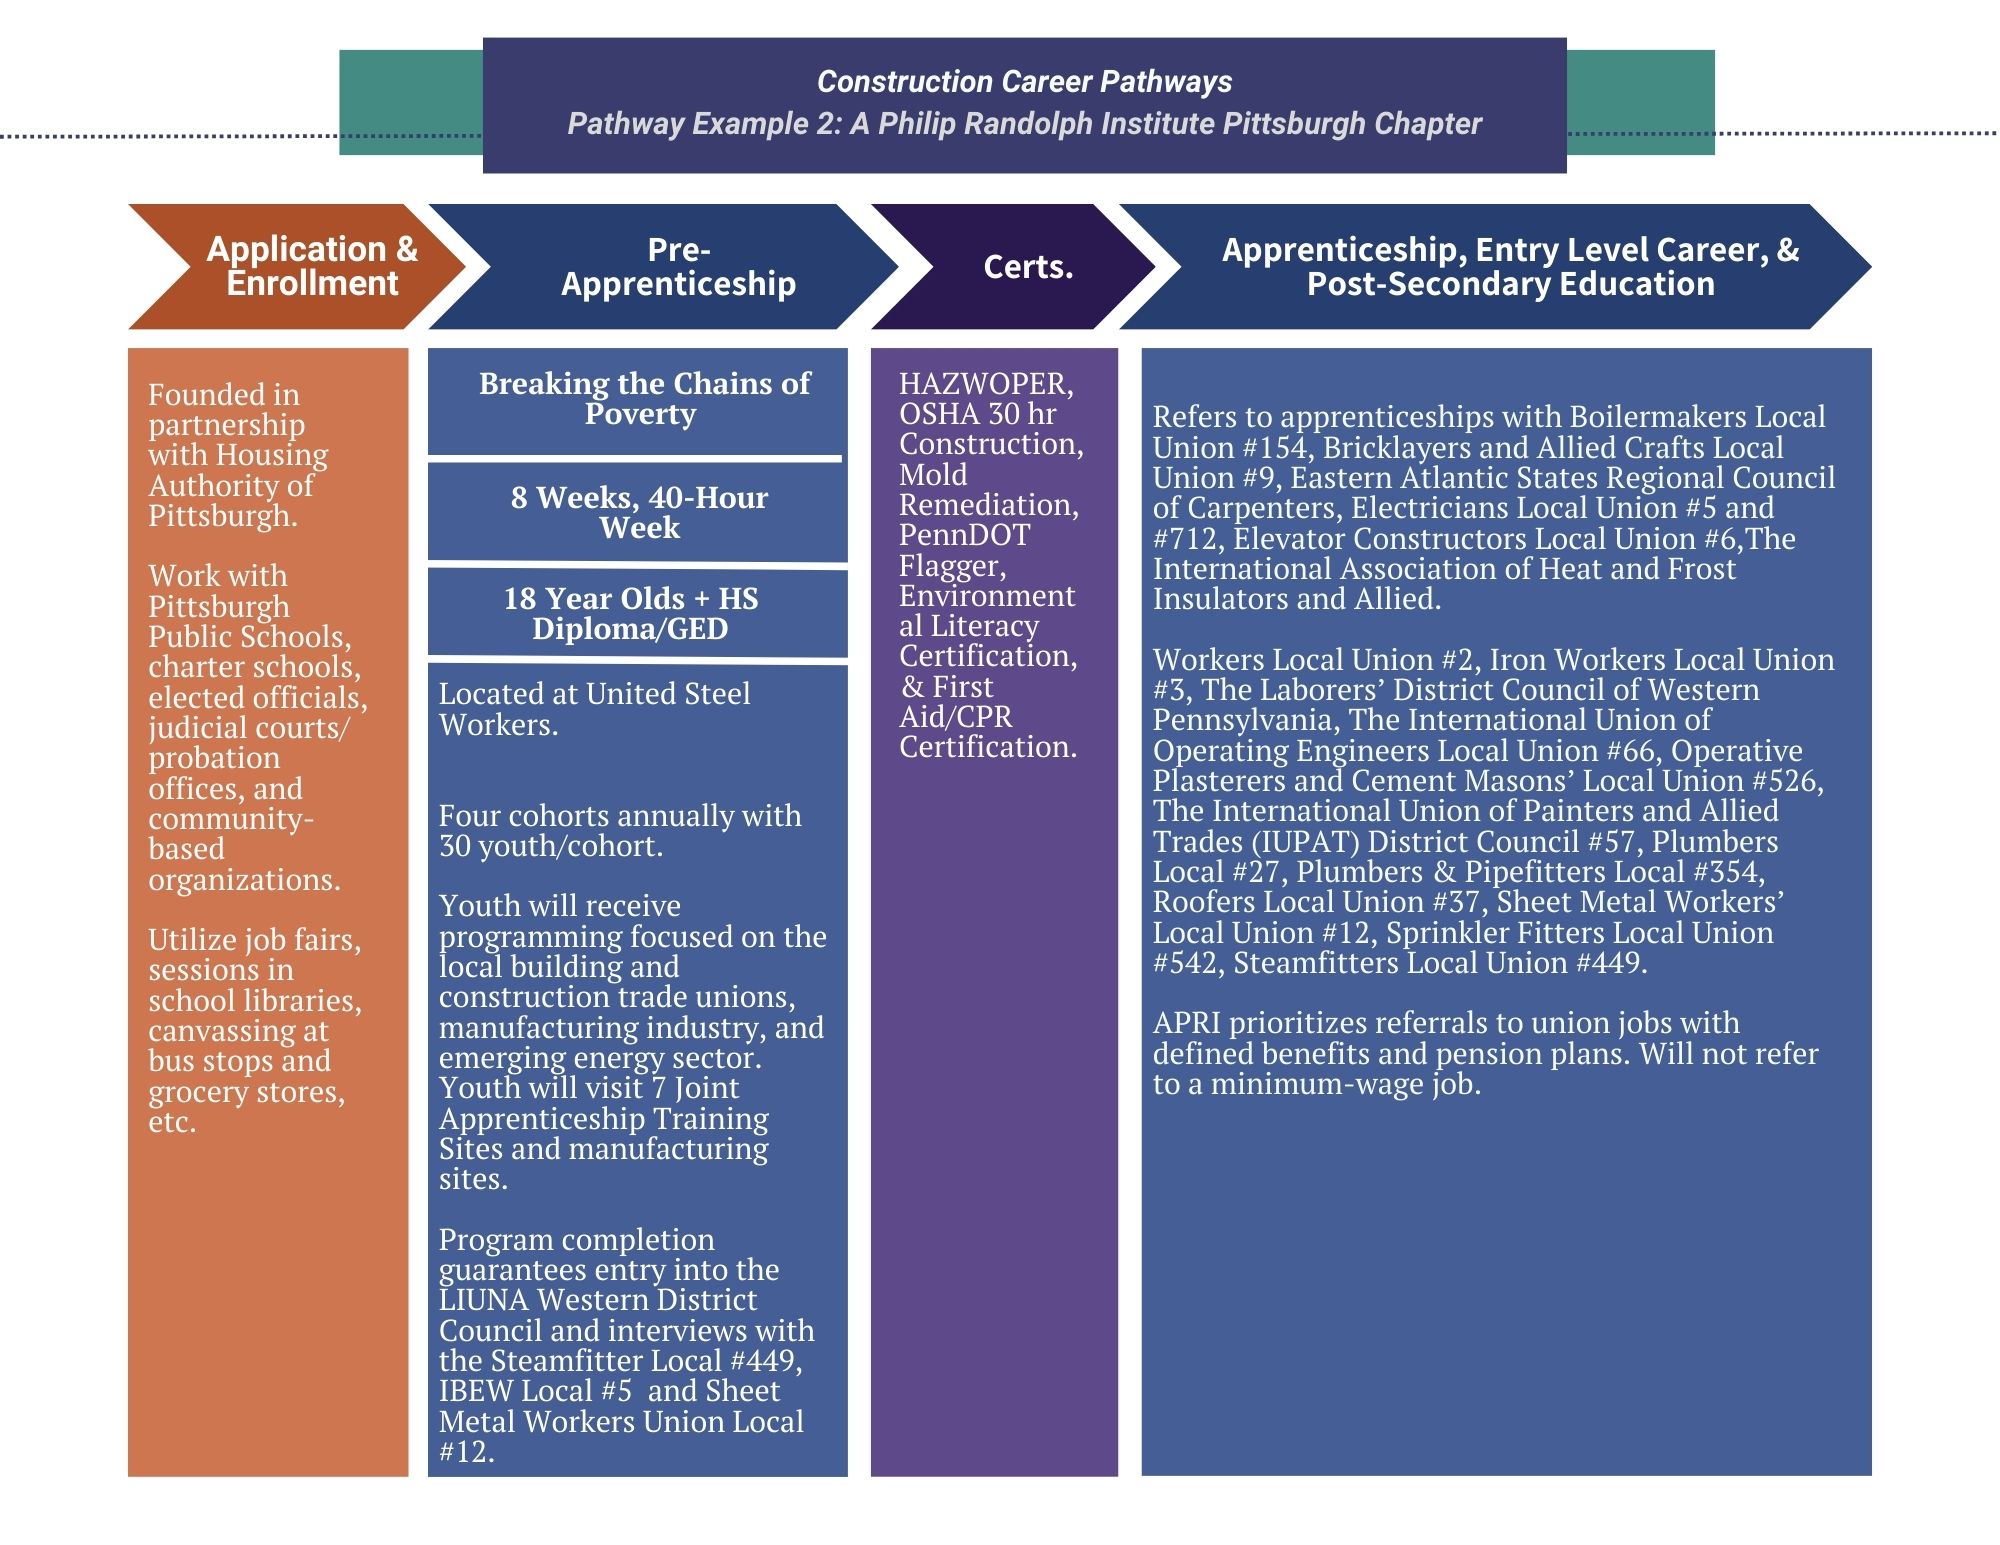 Construction Career Pathways
Pathway Example 2: A Philip Randolph Institute Pittsburgh Chapter
Application &
Enrollment
Pre-
Apprenticeship
Certs.
Apprenticeship, Entry Level Career, &
Post-Secondary Education
Founded in
partnership
with Housing
Authority of
Pittsburgh.
Work with
Pittsburgh
Public Schools,
charter schools,
elected officials,
judicial courts/
probation
offices, and
community-
based
organizations.
Utilize job fairs,
sessions in
school libraries,
canvassing at
bus stops and
grocery stores,
etc.
Breaking the Chains of
Poverty
8 Weeks, 40-Hour
Week
18 Year Olds + HS
Diploma/GED
Located at United Steel
Workers.
Four cohorts annually with
30 youth/cohort.
Youth will receive
programming focused on the
local building and
construction trade unions,
manufacturing industry, and
emerging energy sector.
Youth will visit 7 Joint
Apprenticeship Training
Sites and manufacturing
sites.
Program completion
guarantees entry into the
LIUNA Western District
Council and interviews with
the Steamfitter Local #449,
IBEW Local #5  and Sheet
Metal Workers Union Local
#12.
HAZWOPER,
OSHA 30 hr
Construction,
Mold
Remediation,
PennDOT
Flagger,
Environment
al Literacy
Certification,
& First
Aid/CPR
Certification.
Refers to apprenticeships with Boilermakers Local
Union #154, Bricklayers and Allied Crafts Local
Union #9, Eastern Atlantic States Regional Council
of Carpenters, Electricians Local Union #5 and
#712, Elevator Constructors Local Union #6,The
International Association of Heat and Frost
Insulators and Allied.
Workers Local Union #2, Iron Workers Local Union
#3, The Laborers’ District Council of Western
Pennsylvania, The International Union of
Operating Engineers Local Union #66, Operative
Plasterers and Cement Masons’ Local Union #526,
The International Union of Painters and Allied
Trades (IUPAT) District Council #57, Plumbers
Local #27, Plumbers & Pipefitters Local #354,
Roofers Local Union #37, Sheet Metal Workers’
Local Union #12, Sprinkler Fitters Local Union
#542, Steamfitters Local Union #449.
APRI prioritizes referrals to union jobs with
defined benefits and pension plans. Will not refer
to a minimum-wage job.